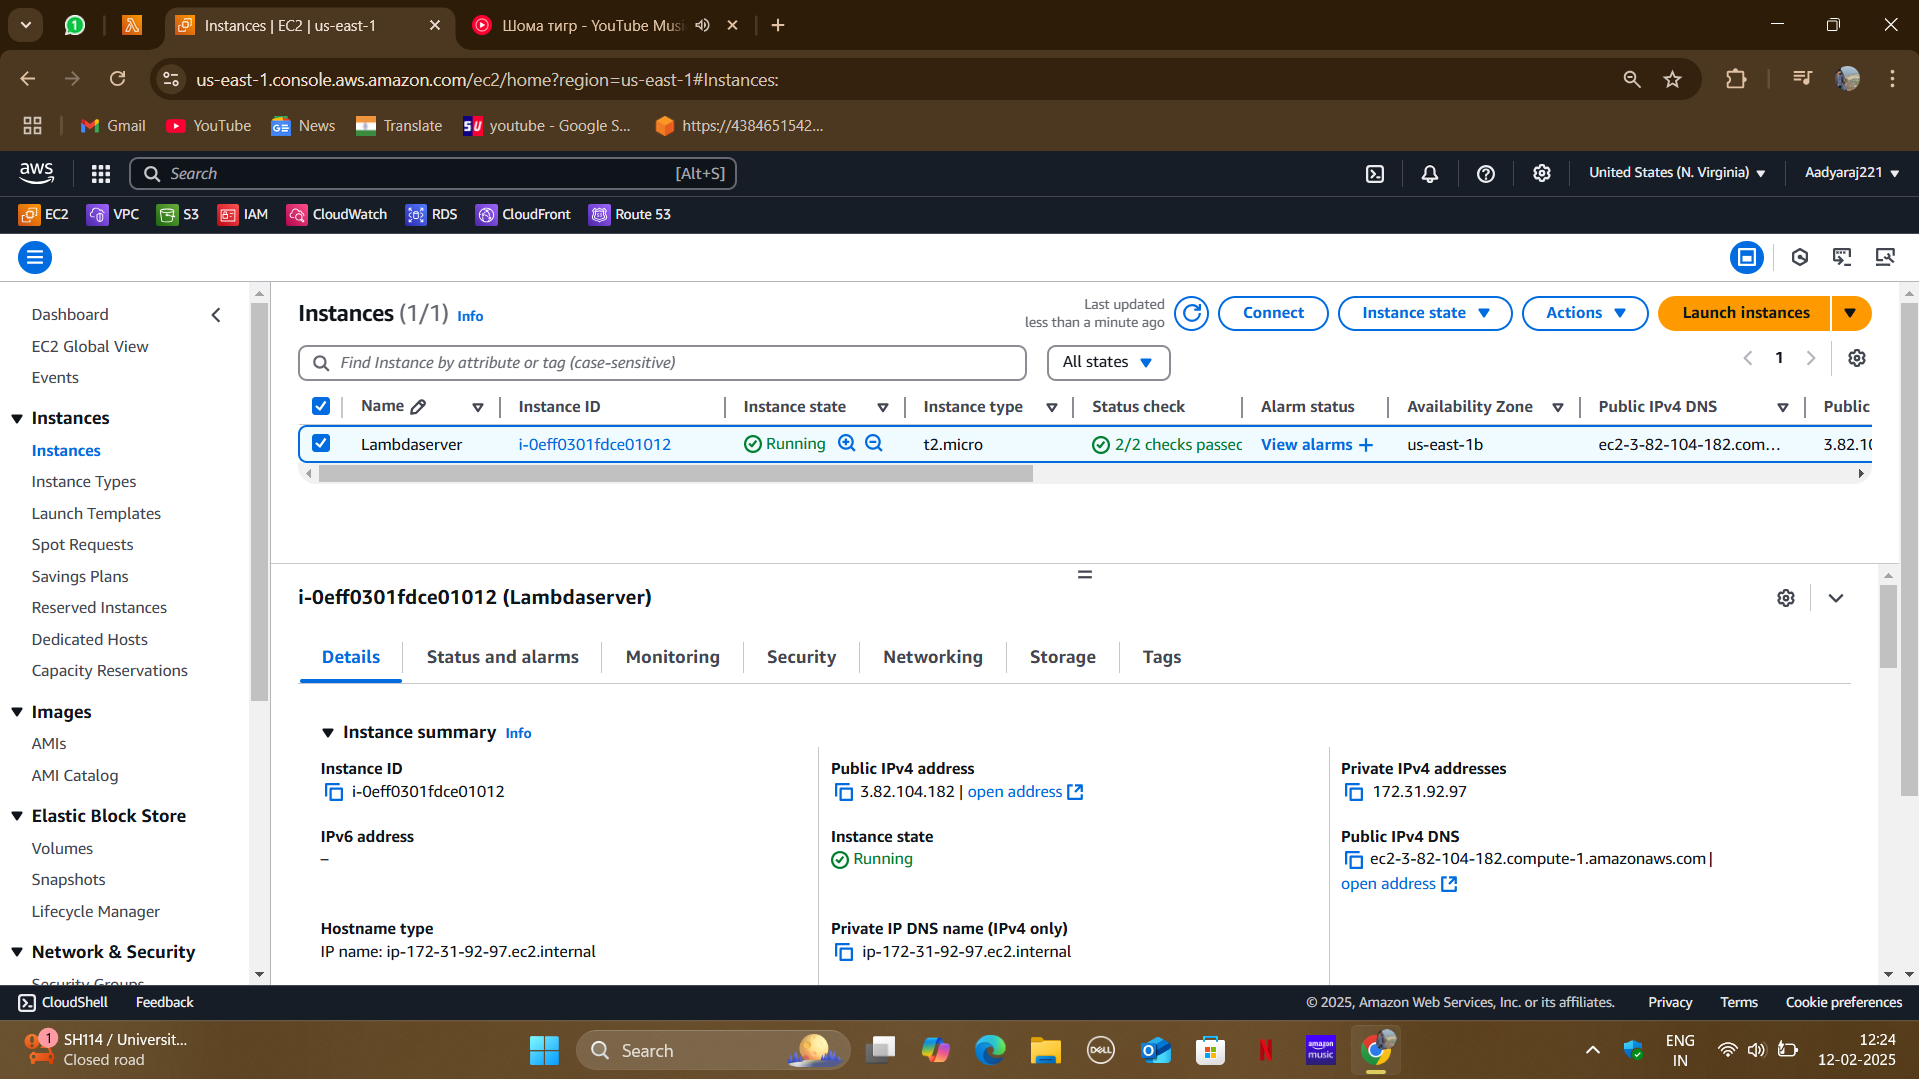 Instances | EC2 | us-east-1
Шома тигр - YouTube Musi
us-east-1.console.aws.amazon.com/ec2/home?region=us-east-1#Instances:
Gmail
YouTube
News
Translate
youtube - Google S...
https://4384651542...
aws
Search
[Alt+S]
United States (N. Virginia)
Aadyaraj221
EC2
VPC
S3
IAM
CloudWatch
RDS
CloudFront
Route 53
Dashboard
EC2 Global View
Events
Instances
Instances
Instance Types
Launch Templates
Spot Requests
Savings Plans
Reserved Instances
Dedicated Hosts
Capacity Reservations
Images
AMIs
AMI Catalog
Elastic Block Store
Volumes
Snapshots
Lifecycle Manager
Network & Security
Security Groups
Instances (1/1) Info
Last updated
less than a minute ago
Connect
Instance state
Actions
Launch instances
Find Instance by attribute or tag (case-sensitive)
All states
1
Name
Instance ID
Instance state
Instance type
Status check
Alarm status
Availability Zone
Public IPv4 DNS
Public
Lambdaserver
i-0eff0301fdce01012
Running
t2.micro
2/2 checks passec
View alarms +
us-east-1b
ec2-3-82-104-182.com...
3.82.10
i-0eff0301fdce01012 (Lambdaserver)
Details
Status and alarms
Monitoring
Security
Networking
Storage
Tags
Instance summary Info
Instance ID
i-0eff0301fdce01012
Public IPv4 address
3.82.104.182 | open address
Private IPv4 addresses
172.31.92.97
IPv6 address
–
Instance state
Running
Public IPv4 DNS
ec2-3-82-104-182.compute-1.amazonaws.com |
open address
Hostname type
IP name: ip-172-31-92-97.ec2.internal
Private IP DNS name (IPv4 only)
ip-172-31-92-97.ec2.internal
CloudShell
Feedback
© 2025, Amazon Web Services, Inc. or its affiliates.
Privacy
Terms
Cookie preferences
1
SH114 / Universit...
Closed road
Search
DELL
amazon
music
ENG
IN
12:24
12-02-2025